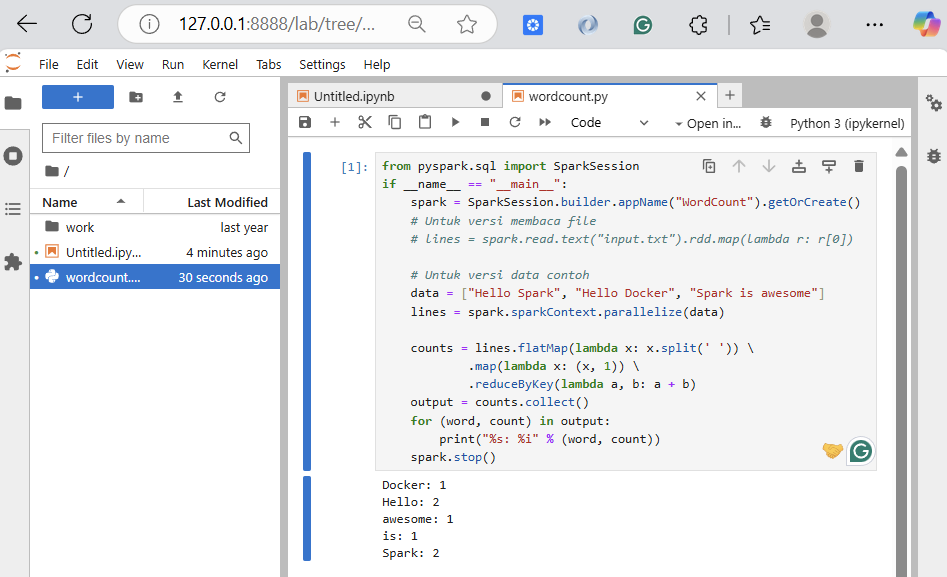 127.0.0.1:8888/lab/tree/...
File Edit View Run Kernel Tabs Settings Help
+
Filter files by name
/
Name Last Modified
work last year
Untitled.ipy... 4 minutes ago
wordcount.... 30 seconds ago
Untitled.ipynb
wordcount.py
Code
Open in...
Python 3 (ipykernel)
[1]:
from pyspark.sql import SparkSession
if __name__ == "__main__":
    spark = SparkSession.builder.appName("WordCount").getOrCreate()
    # Untuk versi membaca file
    # lines = spark.read.text("input.txt").rdd.map(lambda r: r[0])
    # Untuk versi data contoh
    data = ["Hello Spark", "Hello Docker", "Spark is awesome"]
    lines = spark.sparkContext.parallelize(data)
    counts = lines.flatMap(lambda x: x.split(' ')) \
            .map(lambda x: (x, 1)) \
            .reduceByKey(lambda a, b: a + b)
    output = counts.collect()
    for (word, count) in output:
        print("%s: %i" % (word, count))
    spark.stop()
Docker: 1
Hello: 2
awesome: 1
is: 1
Spark: 2